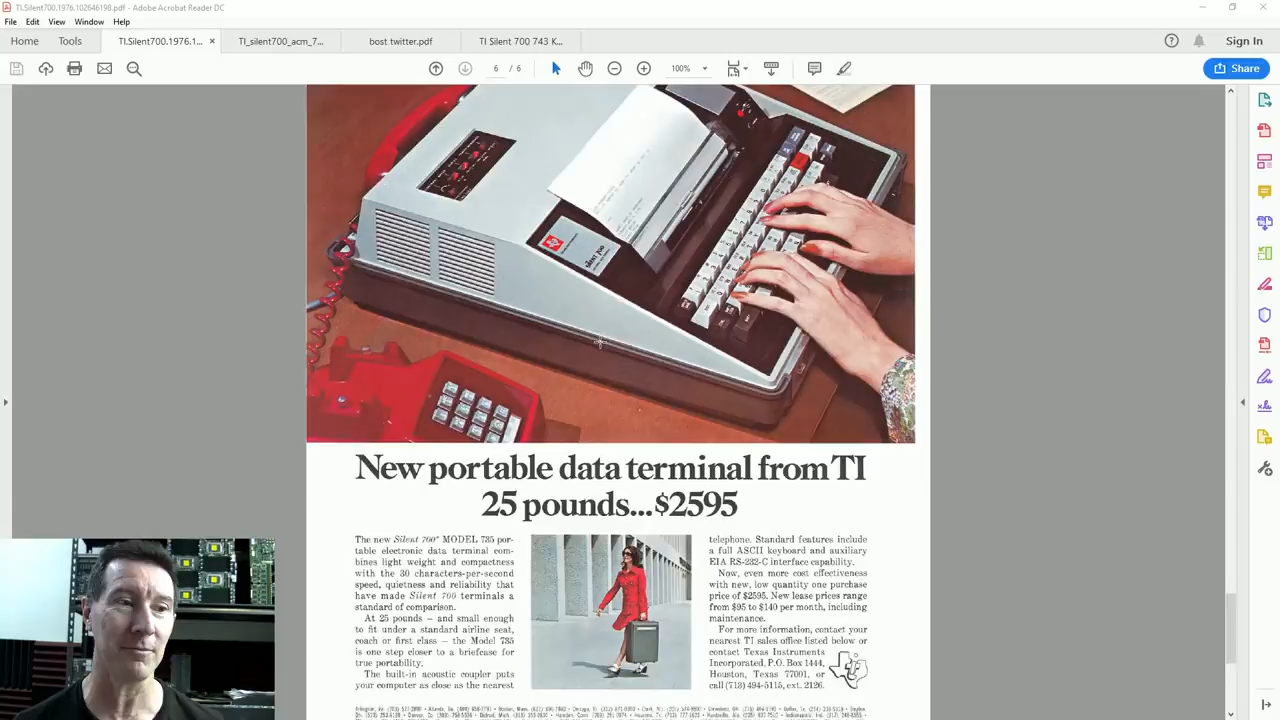 TI.Silent700.1976.102646198.pdf - Adobe Acrobat Reader DC
File Edit View Window Help
Home Tools TI.Silent700.1976.1... × TI_silent700_acm_7... bost twitter.pdf TI Silent 700 743 K... Sign In
6 / 6 100% Share
silent 700
New portable data terminal from TI
25 pounds...$2595
The new Silent 700* MODEL 735 por-
table electronic data terminal com-
bines light weight and compactness
with the 30 characters-per-second
speed, quietness and reliability that
have made Silent 700 terminals a
standard of comparison.
At 25 pounds – and small enough
to fit under a standard airline seat,
coach or first class – the Model 735
is one step closer to a briefcase for
true portability.
The built-in acoustic coupler puts
your computer as close as the nearest
telephone. Standard features include
a full ASCII keyboard and auxiliary
EIA RS-232-C interface capability.
Now, even more cost effectiveness
with new, low quantity one purchase
price of $2595. New lease prices range
from $95 to $140 per month, including
maintenance.
For more information, contact your
nearest TI sales office listed below or
contact Texas Instruments
Incorporated, P.O. Box 1444,
Houston, Texas 77001, or
call (713) 494-5115, ext. 2126.